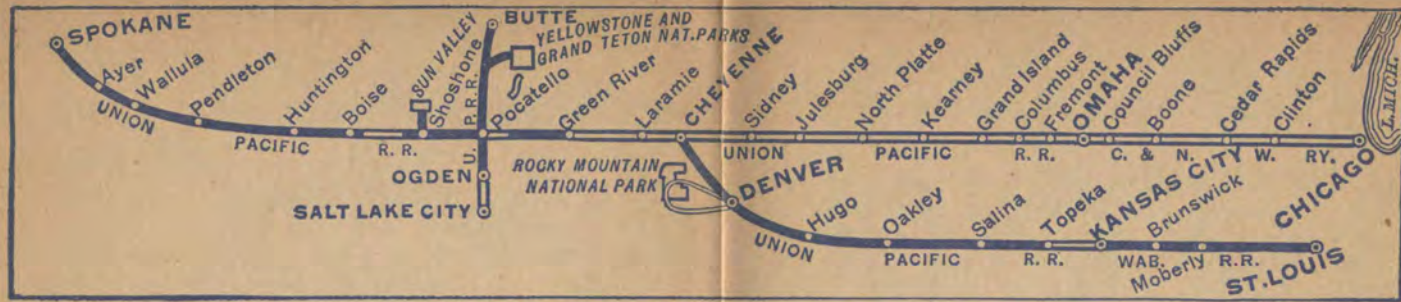 SPOKANE
Ayer
Wallula
Pendleton
Huntington
Boise
SUN VALLEY
Shoshone
UNION
PACIFIC
R. R.
BUTTE
YELLOWSTONE AND
GRAND TETON NAT. PARKS
U. P. R. R.
Pocatello
OGDEN
SALT LAKE CITY
Green River
Laramie
CHEYENNE
Sidney
Julesburg
North Platte
Kearney
Grand Island
Columbus
Fremont
OMAHA
Council Bluffs
Boone
Cedar Rapids
Clinton
CHICAGO
L. MICH.
UNION
PACIFIC
R. R.
C. & N. W. RY.
ROCKY MOUNTAIN
NATIONAL PARK
DENVER
Hugo
Oakley
Salina
Topeka
KANSAS CITY
Brunswick
Moberly
ST. LOUIS
UNION
PACIFIC
R. R.
WAB. R.R.